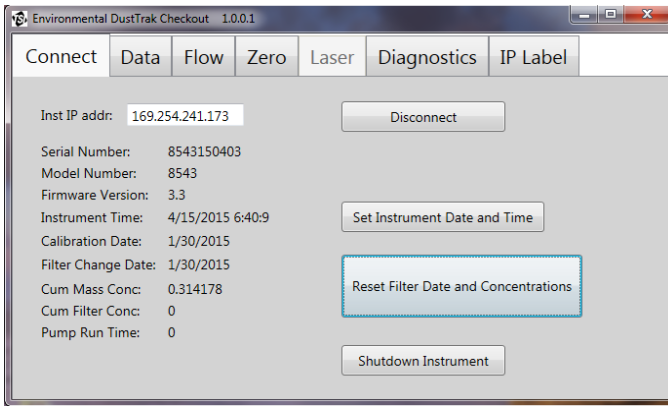 TSI Environmental DustTrak Checkout 1.0.0.1
Connect Data Flow Zero Laser Diagnostics IP Label
Inst IP addr: 169.254.241.173 Disconnect
Serial Number: 8543150403
Model Number: 8543
Firmware Version: 3.3
Instrument Time: 4/15/2015 6:40:9 Set Instrument Date and Time
Calibration Date: 1/30/2015
Filter Change Date: 1/30/2015
Cum Mass Conc: 0.314178 Reset Filter Date and Concentrations
Cum Filter Conc: 0
Pump Run Time: 0
Shutdown Instrument